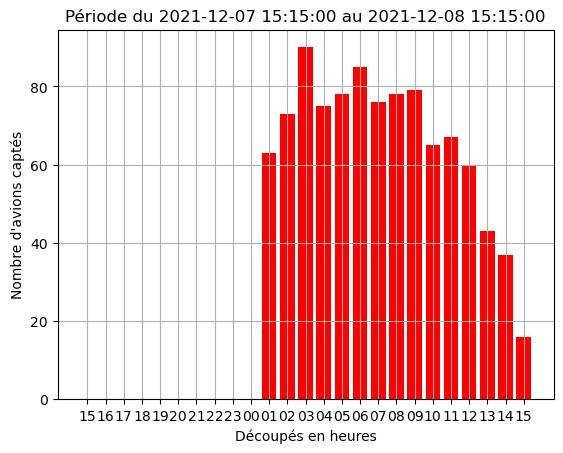 Période du 2021-12-07 15:15:00 au 2021-12-08 15:15:00
80
60
40
20
0
Nombre d'avions captés
15 16 17 18 19 20 21 22 23 00 01 02 03 04 05 06 07 08 09 10 11 12 13 14 15
Découpés en heures